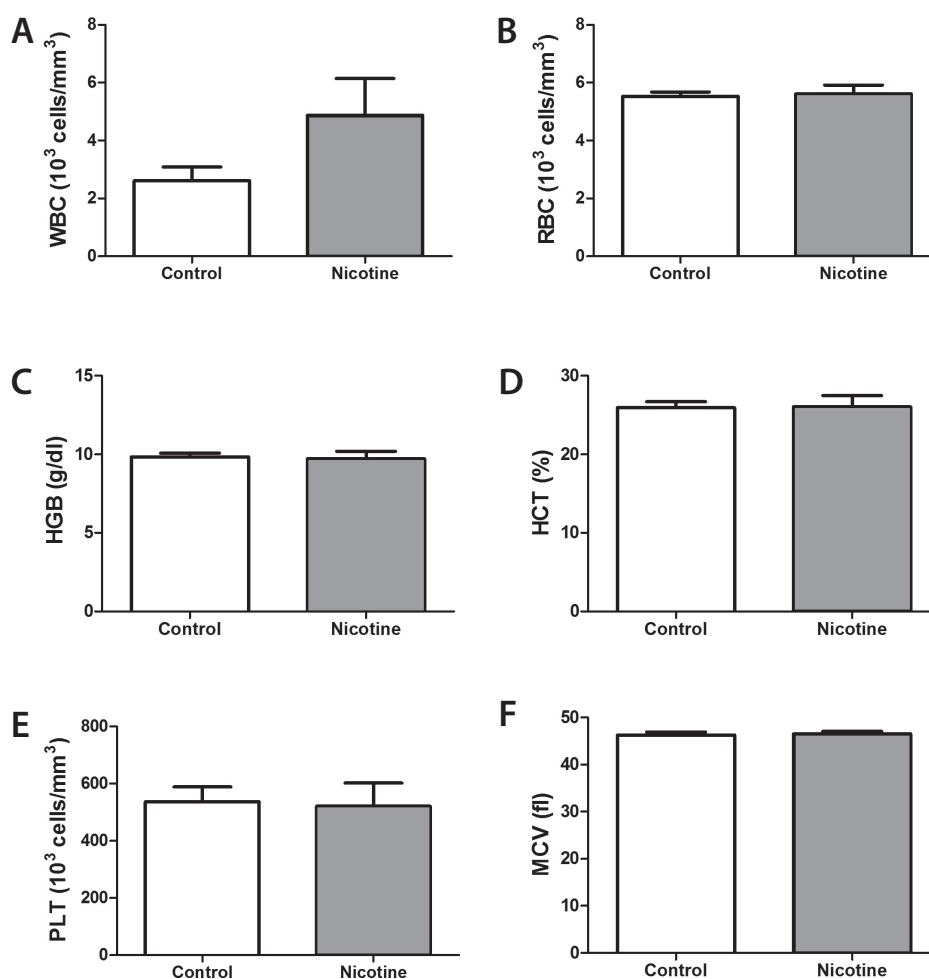 A
WBC (10³ cells/mm³)
8
6
4
2
0
Control Nicotine
B
RBC (10³ cells/mm³)
8
6
4
2
0
Control Nicotine
C
HGB (g/dl)
15
10
5
0
Control Nicotine
D
HCT (%)
30
20
10
0
Control Nicotine
E
PLT (10³ cells/mm³)
800
600
400
200
0
Control Nicotine
F
MCV (fl)
50
40
30
20
10
0
Control Nicotine